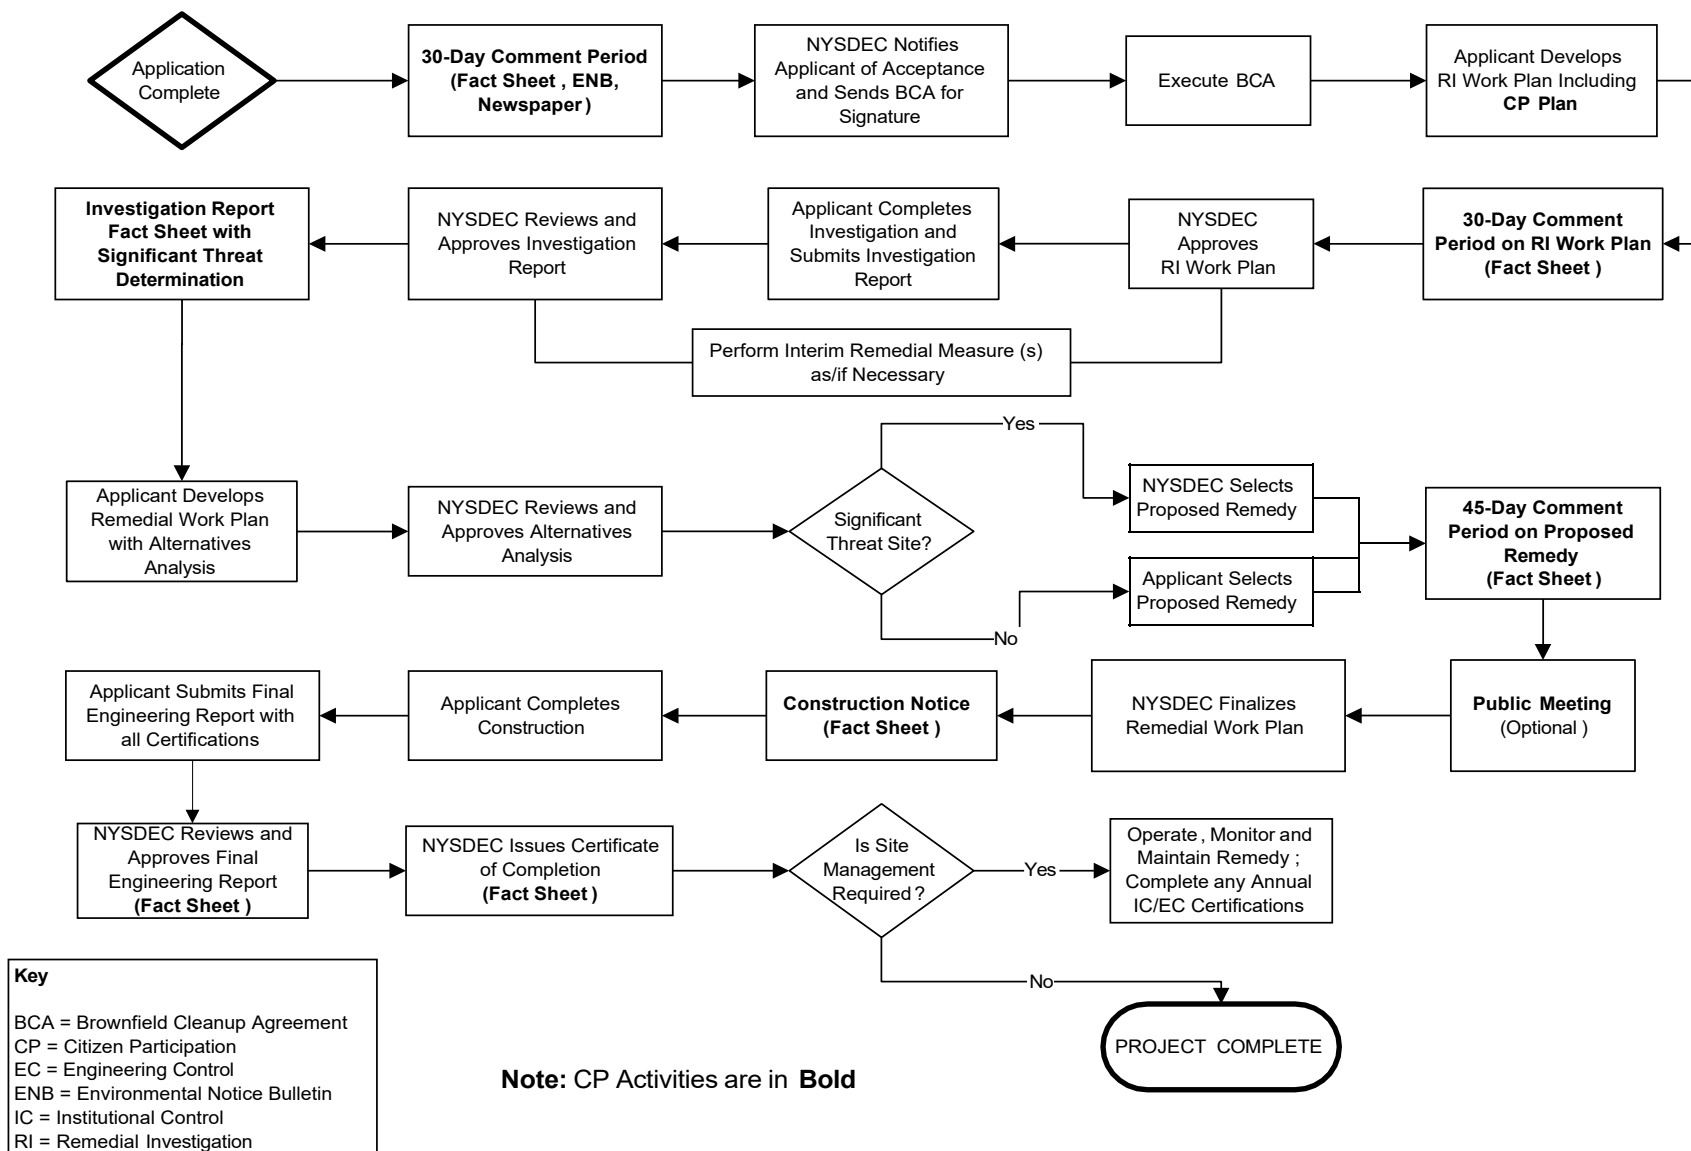 Application
Complete
30-Day Comment Period
(Fact Sheet , ENB,
Newspaper )
NYSDEC Notifies
Applicant of Acceptance
and Sends BCA for
Signature
Execute BCA
Applicant Develops
RI Work Plan Including
CP Plan
Investigation Report
Fact Sheet with
Significant Threat
Determination
NYSDEC Reviews and
Approves Investigation
Report
Applicant Completes
Investigation and
Submits Investigation
Report
NYSDEC
Approves
RI Work Plan
30-Day Comment
Period on RI Work Plan
(Fact Sheet )
Perform Interim Remedial Measure (s)
as/if Necessary
Applicant Develops
Remedial Work Plan
with Alternatives
Analysis
NYSDEC Reviews and
Approves Alternatives
Analysis
Significant
Threat Site?
Yes
No
NYSDEC Selects
Proposed Remedy
Applicant Selects
Proposed Remedy
45-Day Comment
Period on Proposed
Remedy
(Fact Sheet )
Applicant Submits Final
Engineering Report with
all Certifications
Applicant Completes
Construction
Construction Notice
(Fact Sheet )
NYSDEC Finalizes
Remedial Work Plan
Public Meeting
(Optional )
NYSDEC Reviews and
Approves Final
Engineering Report
(Fact Sheet )
NYSDEC Issues Certificate
of Completion
(Fact Sheet )
Is Site
Management
Required ?
Yes
Operate , Monitor and
Maintain Remedy ;
Complete any Annual
IC/EC Certifications
No
PROJECT COMPLETE
Key
BCA = Brownfield Cleanup Agreement
CP = Citizen Participation
EC = Engineering Control
ENB = Environmental Notice Bulletin
IC = Institutional Control
RI = Remedial Investigation
Note: CP Activities are in Bold